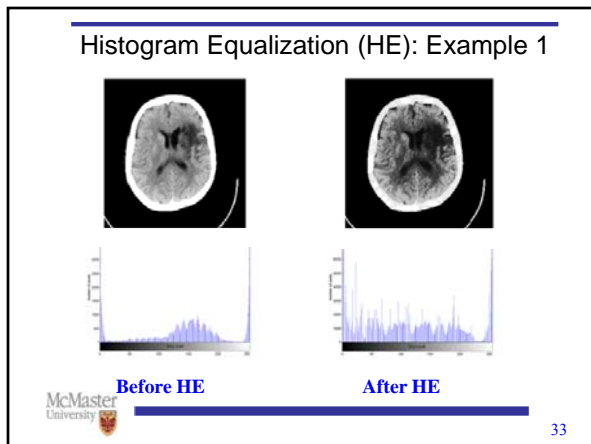 Histogram Equalization (HE): Example 1
Before HE
After HE
McMaster
University
33